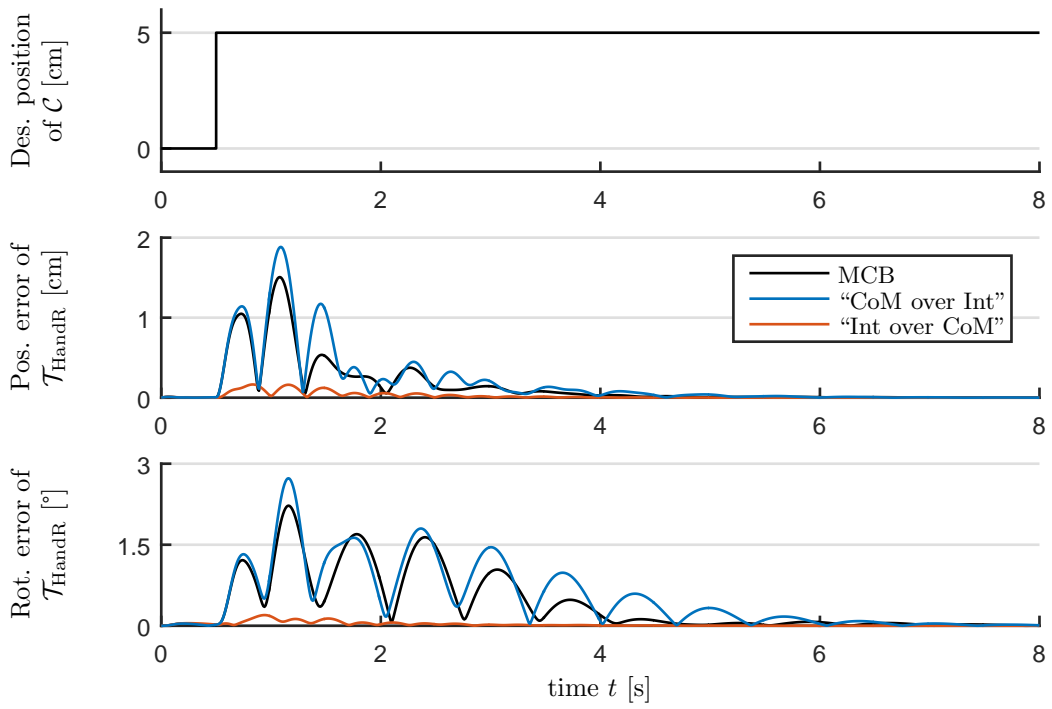 Des. position
of C [cm]
5
0
0 2 4 6 8
Pos. error of
T_HandR [cm]
2
1
0
MCB
“CoM over Int”
“Int over CoM”
0 2 4 6 8
Rot. error of
T_HandR [°]
3
1.5
0
0 2 4 6 8
time t [s]